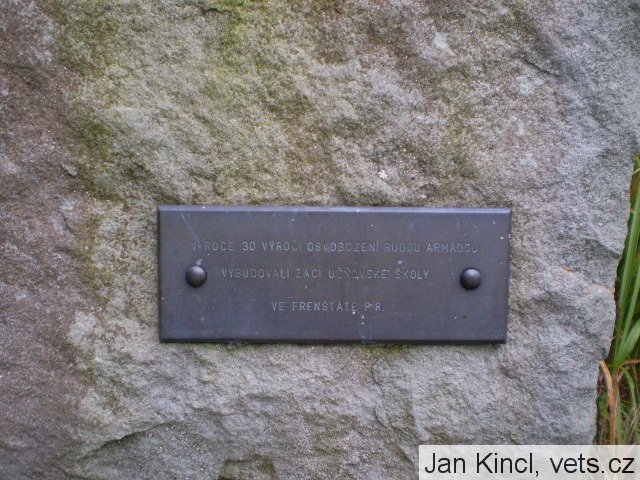 V ROCE 30. VÝROČÍ OSVOBOZENÍ RUDOU ARMÁDOU
VYBUDOVALI ŽÁCI UČŇOVSKÉ ŠKOLY
VE FRENŠTÁTĚ P. R.
Jan Kincl, vets.cz